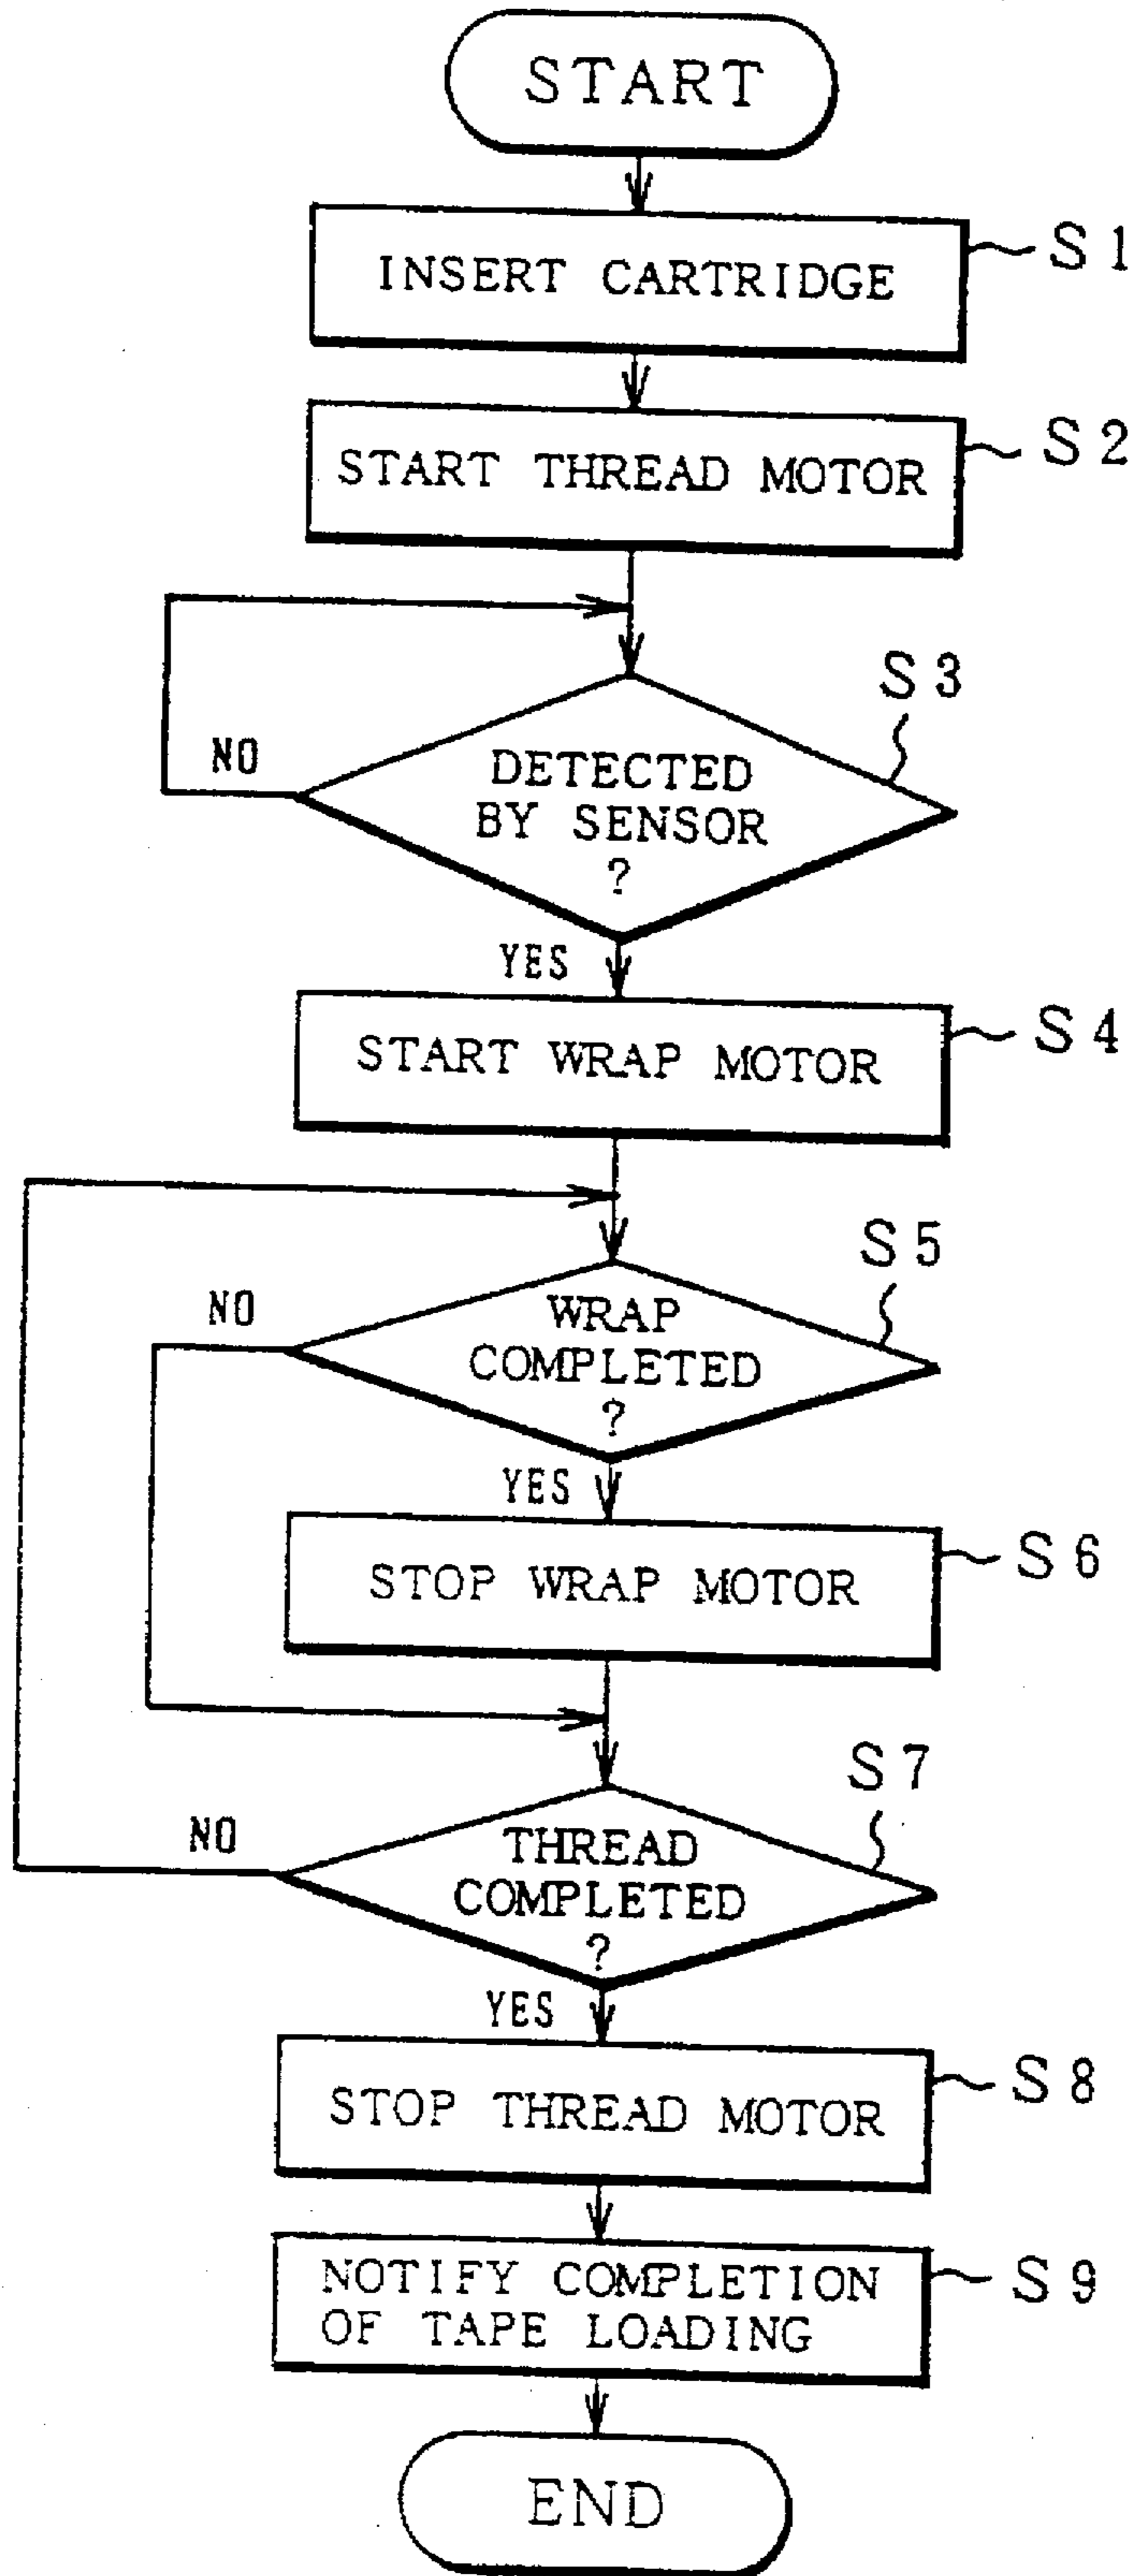 START
INSERT CARTRIDGE
S1
START THREAD MOTOR
S2
S3
NO
DETECTED
BY SENSOR
?
YES
START WRAP MOTOR
S4
S5
NO
WRAP
COMPLETED
?
YES
STOP WRAP MOTOR
S6
S7
NO
THREAD
COMPLETED
?
YES
STOP THREAD MOTOR
S8
NOTIFY COMPLETION
OF TAPE LOADING
S9
END